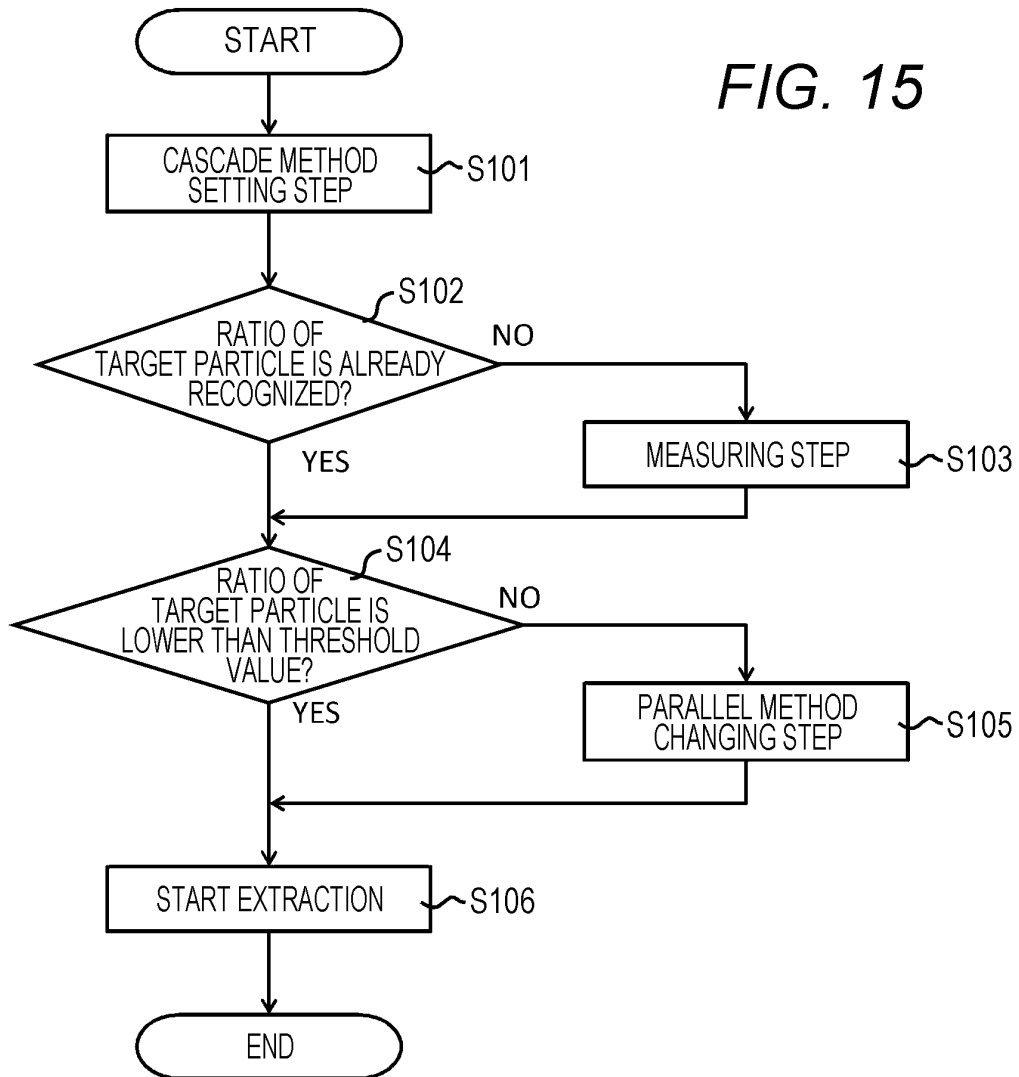 START
FIG. 15
CASCADE METHOD
SETTING STEP
S101
S102
RATIO OF
TARGET PARTICLE IS ALREADY
RECOGNIZED?
NO
YES
MEASURING STEP
S103
S104
RATIO OF
TARGET PARTICLE IS
LOWER THAN THRESHOLD
VALUE?
NO
YES
PARALLEL METHOD
CHANGING STEP
S105
START EXTRACTION
S106
END